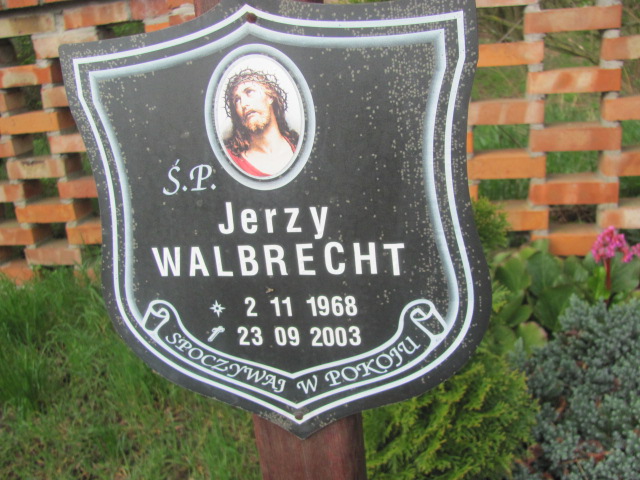 Ś.P.
Jerzy
WALBRECHT
2 11 1968
23 09 2003
SPOCZYWAJ W POKOJU